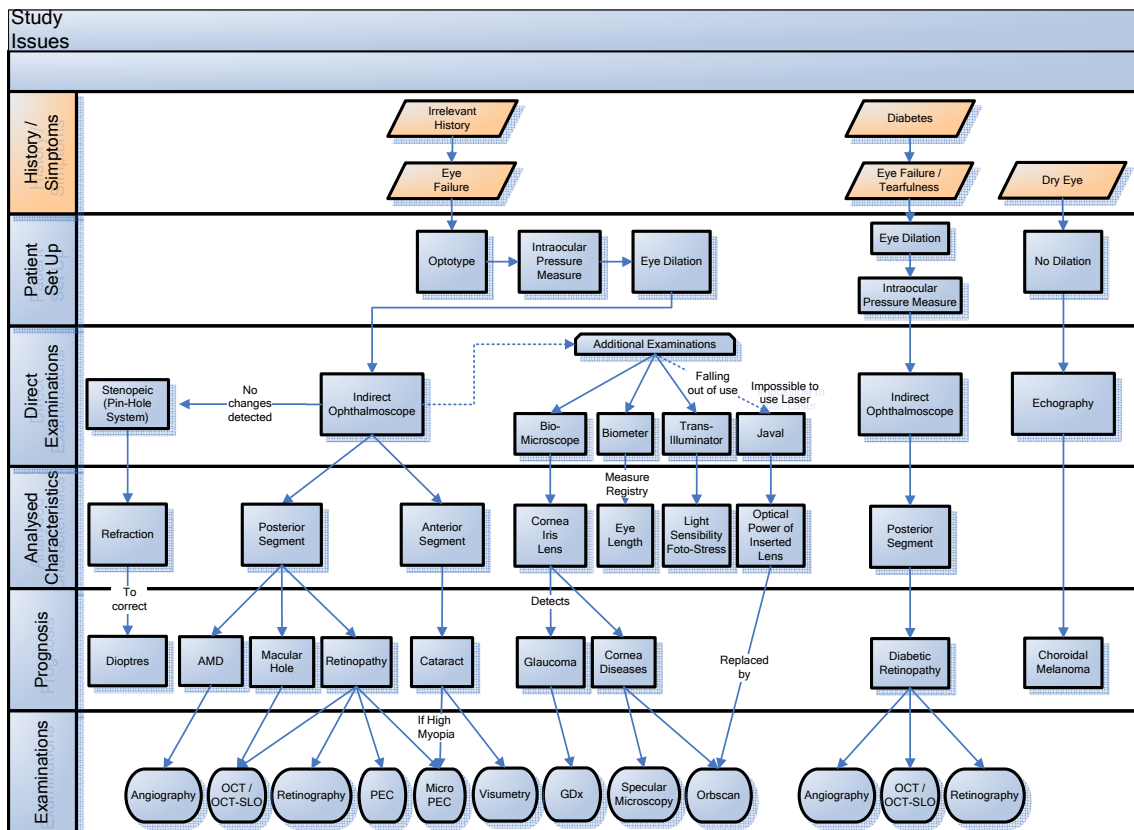 Study
Issues
History /
Simptoms
Irrelevant
History
Diabetes
Eye
Failure
Eye Failure /
Tearfulness
Dry Eye
Patient
Set Up
Optotype
Intraocular
Pressure
Measure
Eye Dilation
Eye Dilation
Intraocular
Pressure Measure
No Dilation
Direct
Examinations
Additional Examinations
Stenopeic
(Pin-Hole
System)
No
changes
detected
Indirect
Ophthalmoscope
Falling
out of use
Impossible to
use Laser
Bio-
Microscope
Biometer
Trans-
Illuminator
Javal
Indirect
Ophthalmoscope
Echography
Analysed
Characteristics
Measure
Registry
Refraction
Posterior
Segment
Anterior
Segment
Cornea
Iris
Lens
Eye
Length
Light
Sensibility
Foto-Stress
Optical
Power of
Inserted
Lens
Posterior
Segment
To
correct
Detects
Prognosis
Dioptres
AMD
Macular
Hole
Retinopathy
Cataract
Glaucoma
Cornea
Diseases
Replaced
by
Diabetic
Retinopathy
Choroidal
Melanoma
If High
Myopia
Examinations
Angiography
OCT /
OCT-SLO
Retinography
PEC
Micro
PEC
Visumetry
GDx
Specular
Microscopy
Orbscan
Angiography
OCT /
OCT-SLO
Retinography